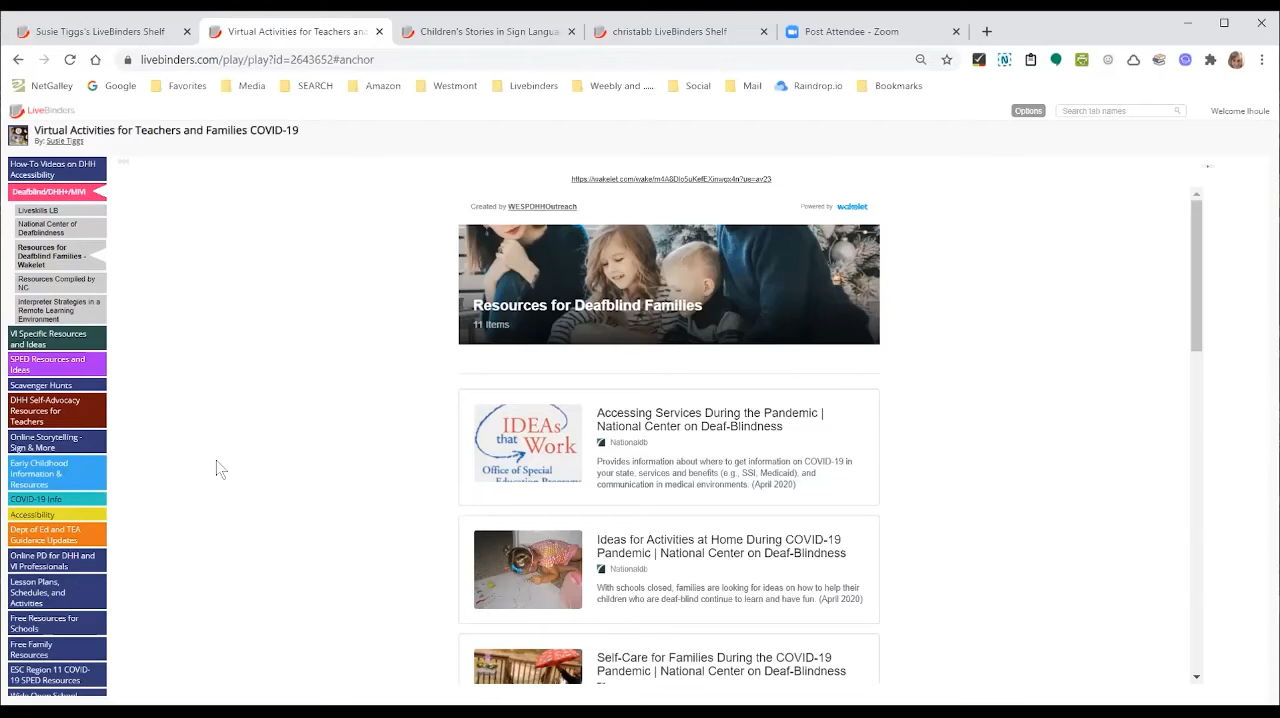 Susie Tiggs's LiveBinders Shelf
Virtual Activities for Teachers and
Children's Stories in Sign Langua
christabb LiveBinders Shelf
Post Attendee - Zoom
livebinders.com/play/play?id=2643652#anchor
NetGalley
Google
Favorites
Media
SEARCH
Amazon
Westmont
Livebinders
Weebly and .....
Social
Mail
Raindrop.io
Bookmarks
LiveBinders
Options
Search tab names
Welcome lhoule
Virtual Activities for Teachers and Families COVID-19
By: Susie Tiggs
How-To Videos on DHH
Accessibility
Deafblind/DHH+/MIVI
Liveskills LB
National Center of
Deafblindness
Resources for
Deafblind Families -
Wakelet
Resources Compiled by
NC
Interpreter Strategies in a
Remote Learning
Environment
VI Specific Resources
and Ideas
SPED Resources and
Ideas
Scavenger Hunts
DHH Self-Advocacy
Resources for
Teachers
Online Storytelling -
Sign & More
Early Childhood
Information &
Resources
COVID-19 Info
Accessibility
Dept of Ed and TEA
Guidance Updates
Online PD for DHH and
VI Professionals
Lesson Plans,
Schedules, and
Activities
Free Resources for
Schools
Free Family
Resources
ESC Region 11 COVID-
19 SPED Resources
Wide Open School
Created by WESPDHHOutreach
Powered by wakelet
Resources for Deafblind Families
11 Items
IDEAs
that Work
Office of Special
Education Programs
Accessing Services During the Pandemic |
National Center on Deaf-Blindness
Nationaldb
Provides information about where to get information on COVID-19 in
your state, services and benefits (e.g., SSI, Medicaid), and
communication in medical environments. (April 2020)
Ideas for Activities at Home During COVID-19
Pandemic | National Center on Deaf-Blindness
Nationaldb
With schools closed, families are looking for ideas on how to help their
children who are deaf-blind continue to learn and have fun. (April 2020)
Self-Care for Families During the COVID-19
Pandemic | National Center on Deaf-Blindness